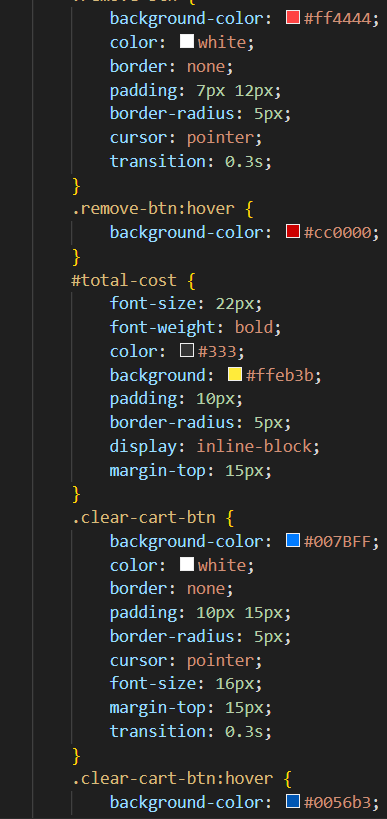 .remove-btn {
background-color: #ff4444;
color: white;
border: none;
padding: 7px 12px;
border-radius: 5px;
cursor: pointer;
transition: 0.3s;
}
.remove-btn:hover {
background-color: #cc0000;
}
#total-cost {
font-size: 22px;
font-weight: bold;
color: #333;
background: #ffeb3b;
padding: 10px;
border-radius: 5px;
display: inline-block;
margin-top: 15px;
}
.clear-cart-btn {
background-color: #007BFF;
color: white;
border: none;
padding: 10px 15px;
border-radius: 5px;
cursor: pointer;
font-size: 16px;
margin-top: 15px;
transition: 0.3s;
}
.clear-cart-btn:hover {
background-color: #0056b3;